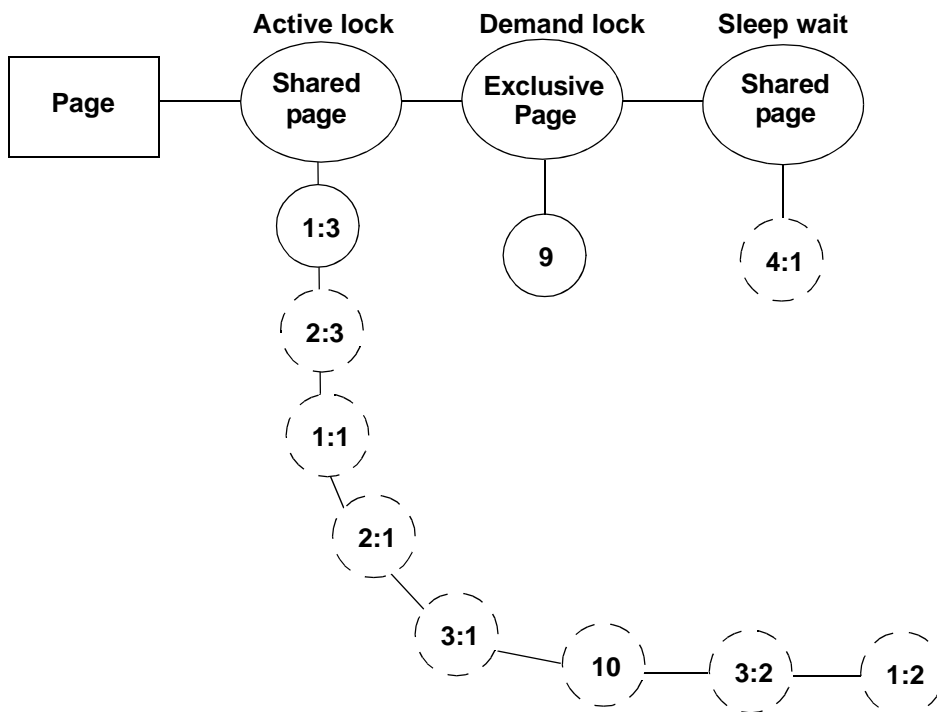 Active lock
Demand lock
Sleep wait
Page
Shared
page
Exclusive
Page
Shared
page
1:3
9
4:1
2:3
1:1
2:1
3:1
10
3:2
1:2